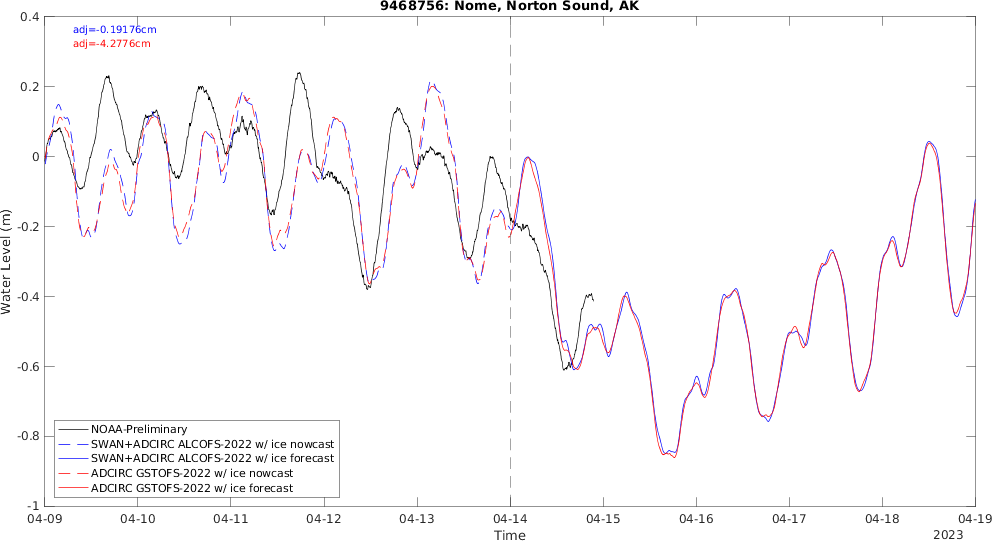 9468756: Nome, Norton Sound, AK
adj=-0.19176cm
adj=-4.2776cm
0.4
0.2
0
-0.2
-0.4
-0.6
-0.8
-1
Water Level (m)
NOAA-Preliminary
SWAN+ADCIRC ALCOFS-2022 w/ ice nowcast
SWAN+ADCIRC ALCOFS-2022 w/ ice forecast
ADCIRC GSTOFS-2022 w/ ice nowcast
ADCIRC GSTOFS-2022 w/ ice forecast
04-09 04-10 04-11 04-12 04-13 04-14 04-15 04-16 04-17 04-18 04-19
Time
2023